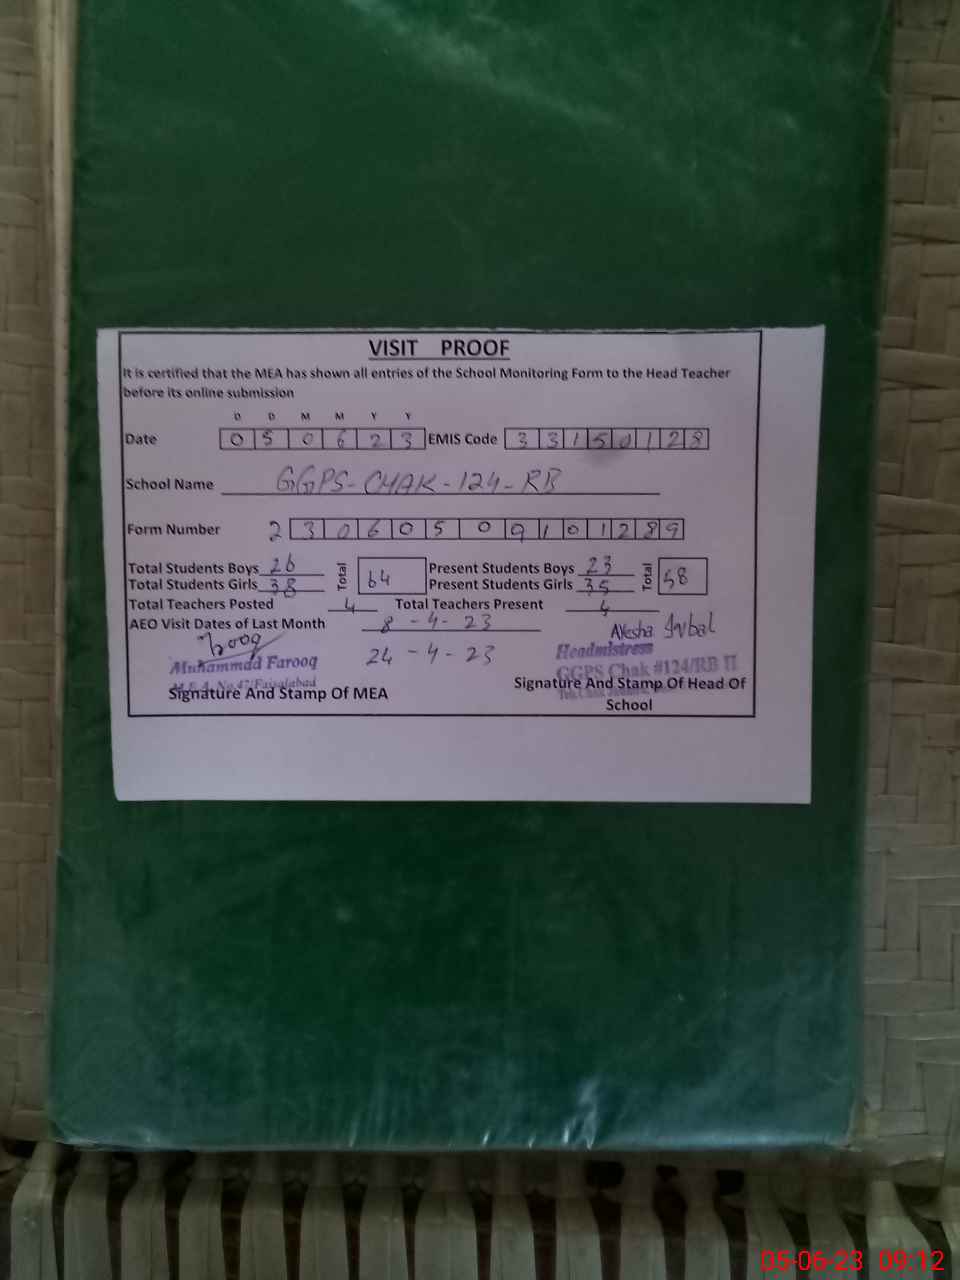 VISIT PROOF
It is certified that the MEA has shown all entries of the School Monitoring Form to the Head Teacher
before its online submission
D D M M Y Y
Date 0 5 0 6 2 3 EMIS Code 3 3 1 5 0 1 2 8
School Name GGPS-CHAK-124-RB
Form Number 2 3 0 6 0 5 0 9 1 0 1 2 8 9
Total Students Boys 26 Total 64 Present Students Boys 23 Total 58
Total Students Girls 38 Present Students Girls 35
Total Teachers Posted 4 Total Teachers Present 4
AEO Visit Dates of Last Month 8-4-23
24-4-23
Ayesha Iqbal
Muhammad Farooq
M.E.A. No.47/Faisalabad
Signature And Stamp Of MEA
Headmistress
GGPS Chak #124/RB II
Signature And Stamp Of Head Of
School
05-06-23 09:12